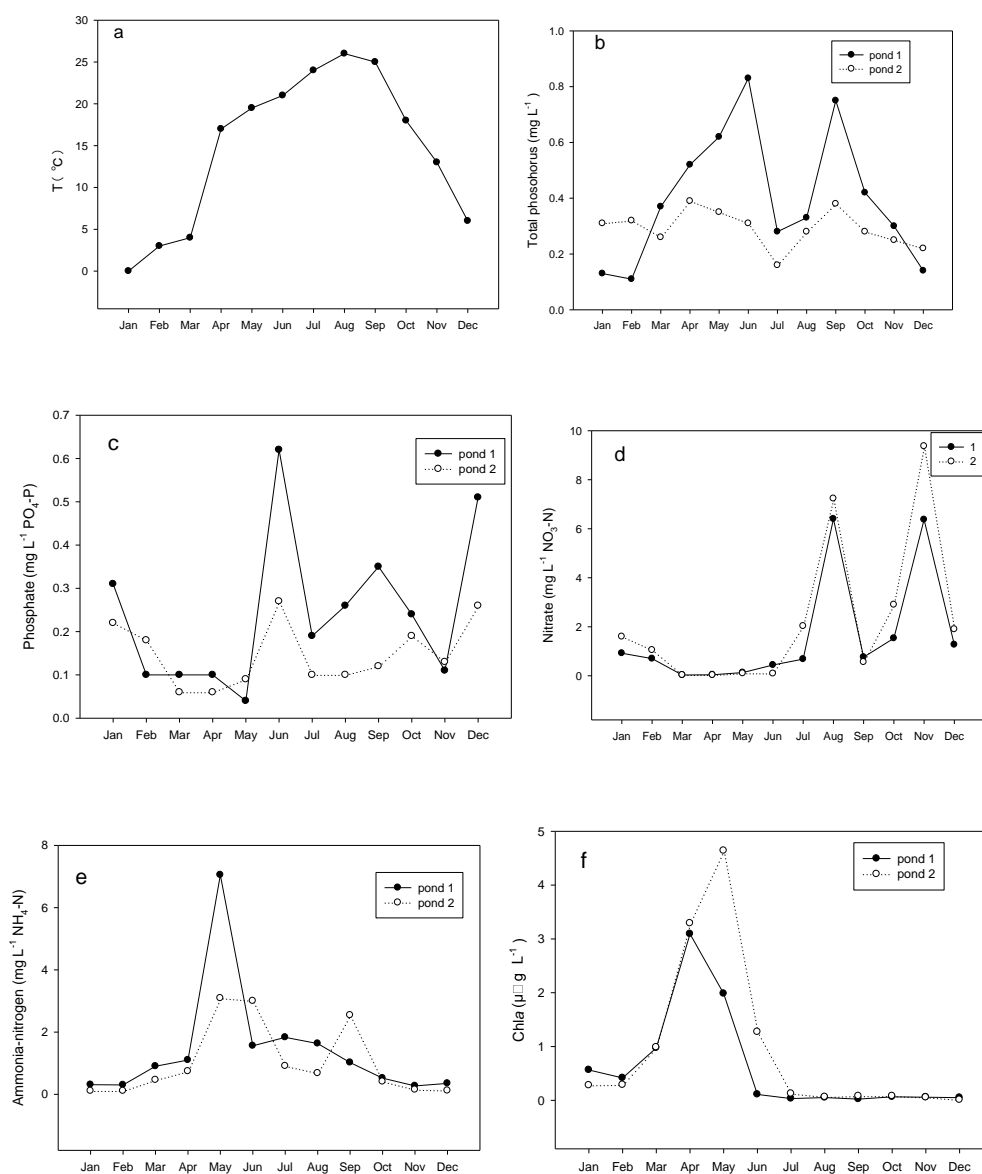 a
30
25
20
15
10
5
0
T( ℃)
Jan Feb Mar Apr May Jun Jul Aug Sep Oct Nov Dec
b
pond 1
pond 2
1.0
0.8
0.6
0.4
0.2
0.0
Total phosohorus (mg L⁻¹ )
Jan Feb Mar Apr May Jun Jul Aug Sep Oct Nov Dec
c
pond 1
pond 2
0.7
0.6
0.5
0.4
0.3
0.2
0.1
0.0
Phosphate (mg L⁻¹ PO₄-P)
Jan Feb Mar Apr May Jun Jul Aug Sep Oct Nov Dec
d
1
2
10
8
6
4
2
0
Nitrate (mg L⁻¹ NO₃-N)
Jan Feb Mar Apr May Jun Jul Aug Sep Oct Nov Dec
e
pond 1
pond 2
8
6
4
2
0
Ammonia-nitrogen (mg L⁻¹ NH₄-N)
Jan Feb Mar Apr May Jun Jul Aug Sep Oct Nov Dec
f
pond 1
pond 2
5
4
3
2
1
0
Chla (µ□ g L⁻¹ )
Jan Feb Mar Apr May Jun Jul Aug Sep Oct Nov Dec